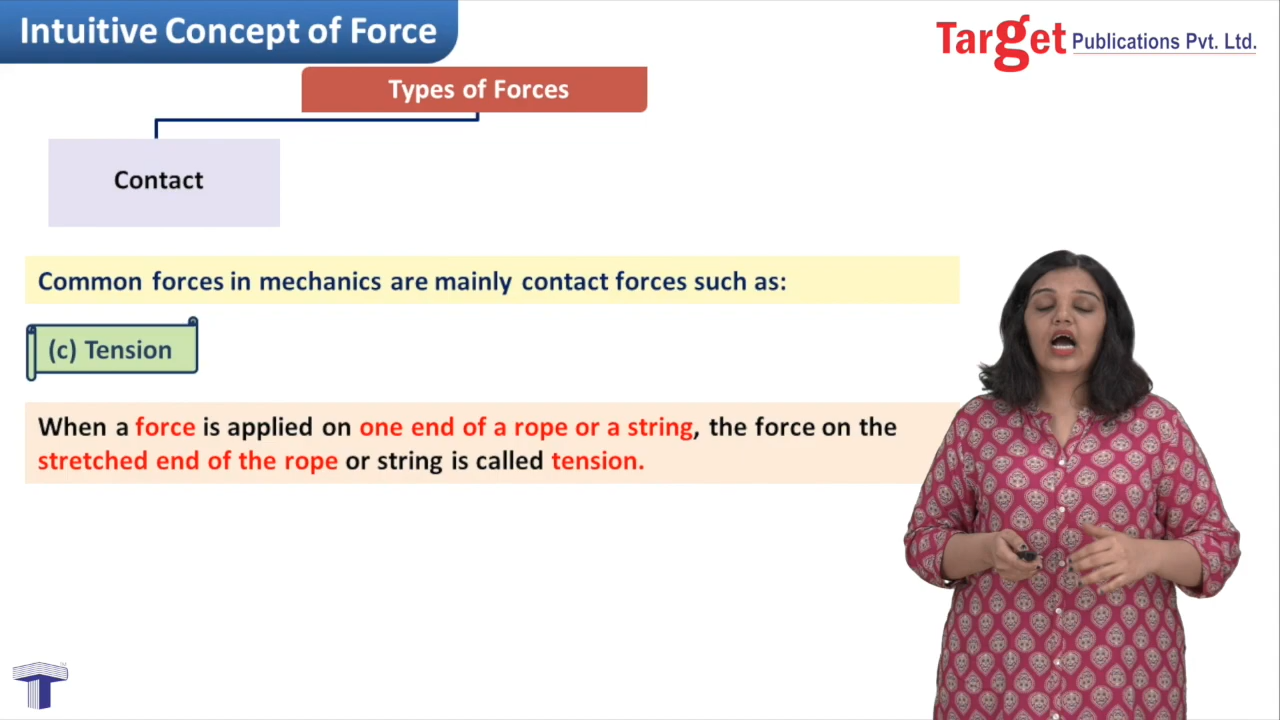 Intuitive Concept of Force
Target Publications Pvt. Ltd.
Types of Forces
Contact
Common forces in mechanics are mainly contact forces such as:
(c) Tension
When a force is applied on one end of a rope or a string, the force on the
stretched end of the rope or string is called tension.